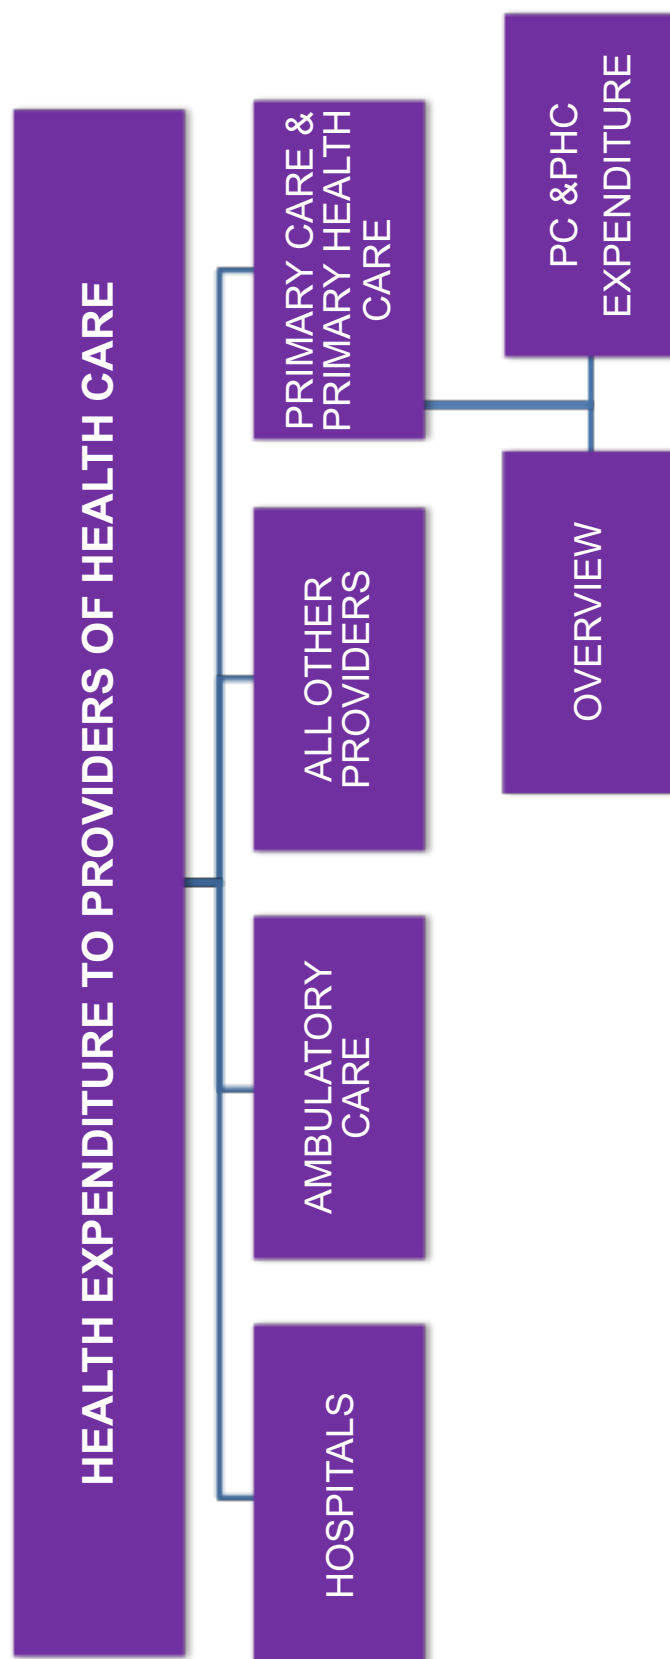 HEALTH EXPENDITURE TO PROVIDERS OF HEALTH CARE
HOSPITALS
AMBULATORY
CARE
ALL OTHER
PROVIDERS
PRIMARY CARE &
PRIMARY HEALTH
CARE
OVERVIEW
PC &PHC
EXPENDITURE